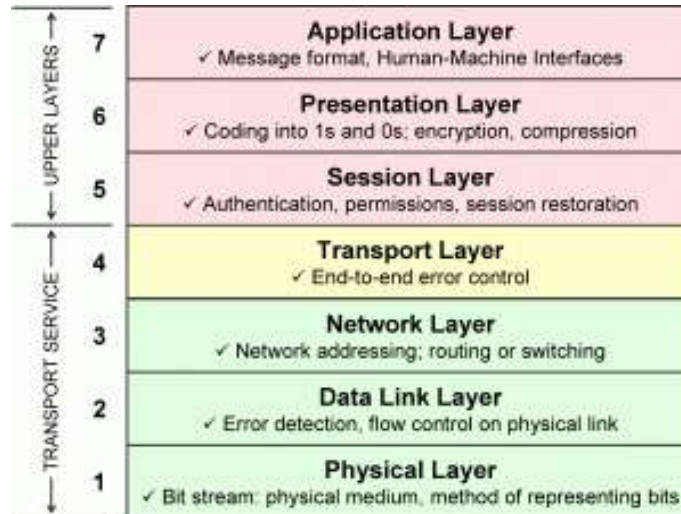 UPPER LAYERS
7
Application Layer
✓ Message format, Human-Machine Interfaces
6
Presentation Layer
✓ Coding into 1s and 0s; encryption, compression
5
Session Layer
✓ Authentication, permissions, session restoration
TRANSPORT SERVICE
4
Transport Layer
✓ End-to-end error control
3
Network Layer
✓ Network addressing; routing or switching
2
Data Link Layer
✓ Error detection, flow control on physical link
1
Physical Layer
✓ Bit stream: physical medium, method of representing bits